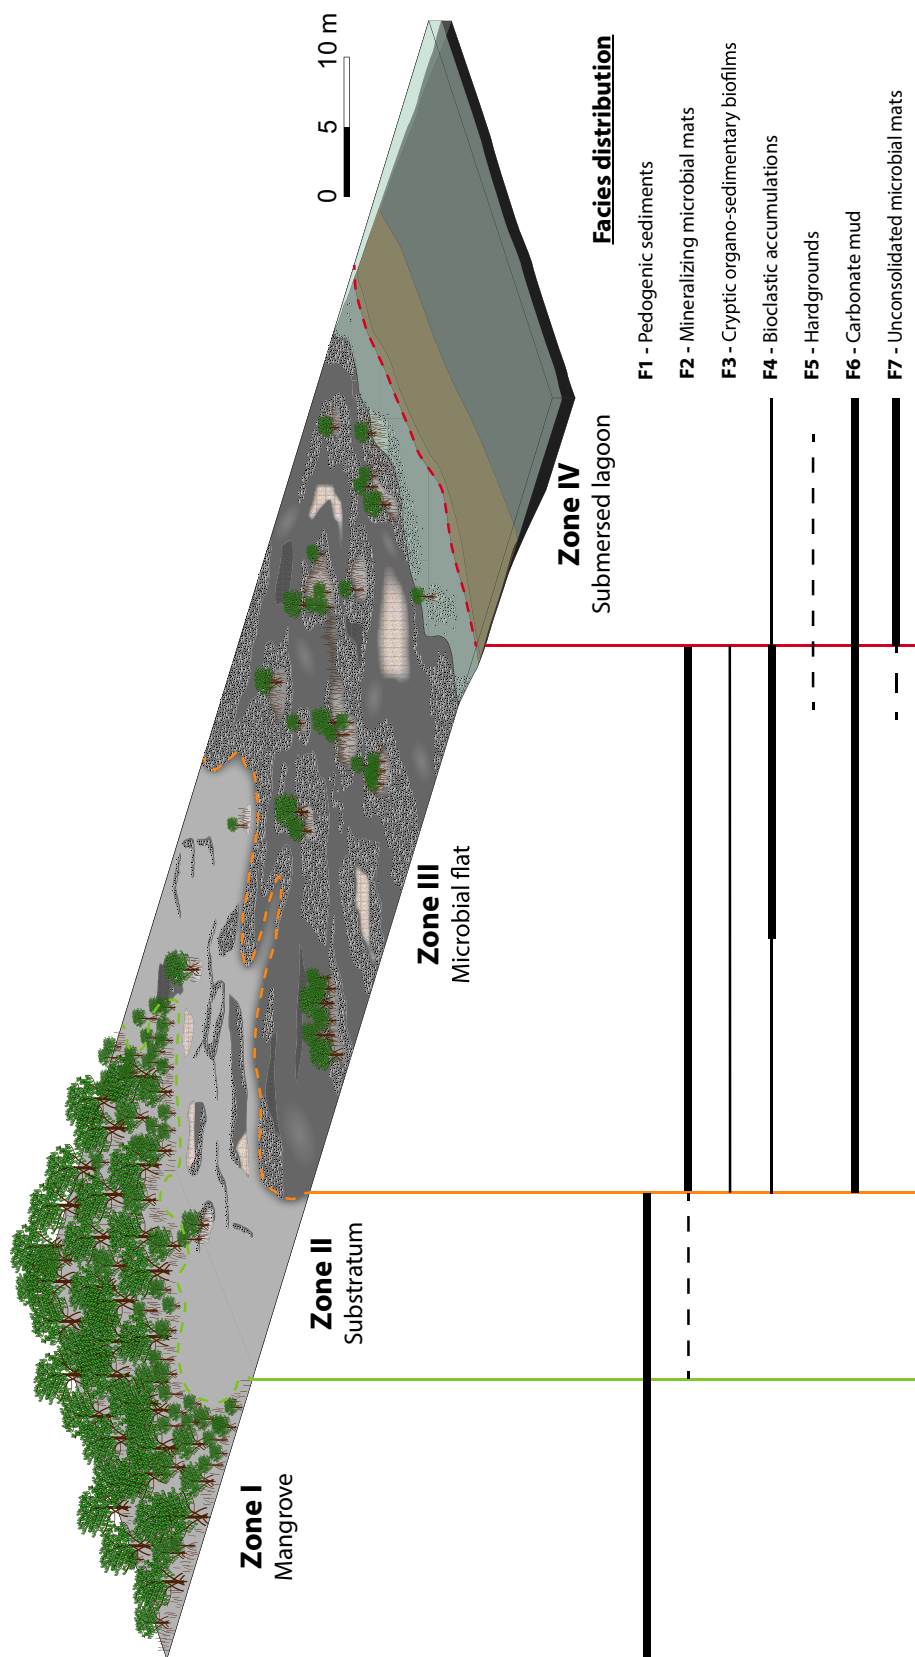 Zone I
Mangrove
Zone II
Substratum
Zone III
Microbial flat
Zone IV
Submersed lagoon
0 5 10 m
Facies distribution
F1 - Pedogenic sediments
F2 - Mineralizing microbial mats
F3 - Cryptic organo-sedimentary biofilms
F4 - Bioclastic accumulations
F5 - Hardgrounds
F6 - Carbonate mud
F7 - Unconsolidated microbial mats